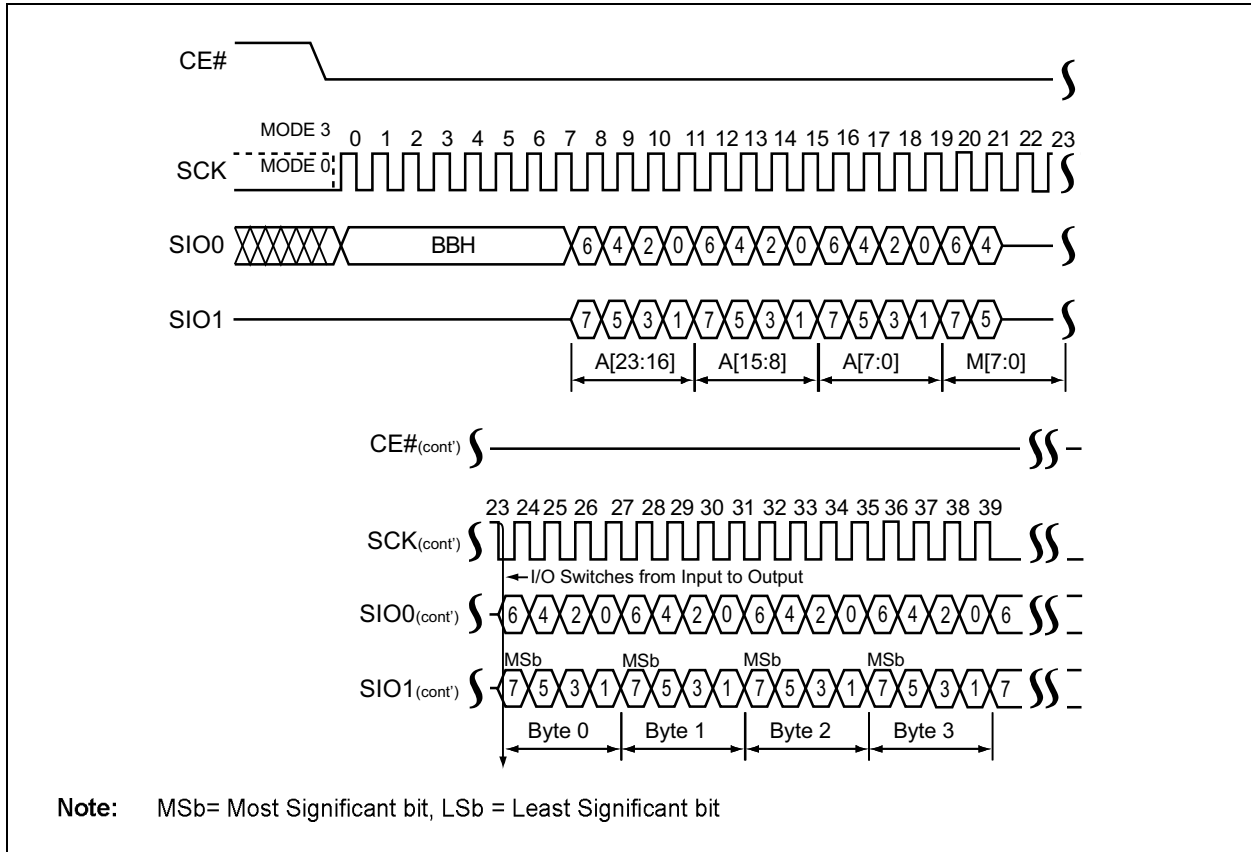 CE#
MODE 3
0 1 2 3 4 5 6 7 8 9 10 11 12 13 14 15 16 17 18 19 20 21 22 23
SCK
MODE 0
SIO0 BBH 6 4 2 0 6 4 2 0 6 4 2 0 6 4
SIO1 7 5 3 1 7 5 3 1 7 5 3 1 7 5
A[23:16] A[15:8] A[7:0] M[7:0]
CE#(cont')
23 24 25 26 27 28 29 30 31 32 33 34 35 36 37 38 39
SCK(cont')
I/O Switches from Input to Output
SIO0(cont') 6 4 2 0 6 4 2 0 6 4 2 0 6 4 2 0 6
MSb MSb MSb MSb
SIO1(cont') 7 5 3 1 7 5 3 1 7 5 3 1 7 5 3 1 7
Byte 0 Byte 1 Byte 2 Byte 3
Note: MSb= Most Significant bit, LSb = Least Significant bit